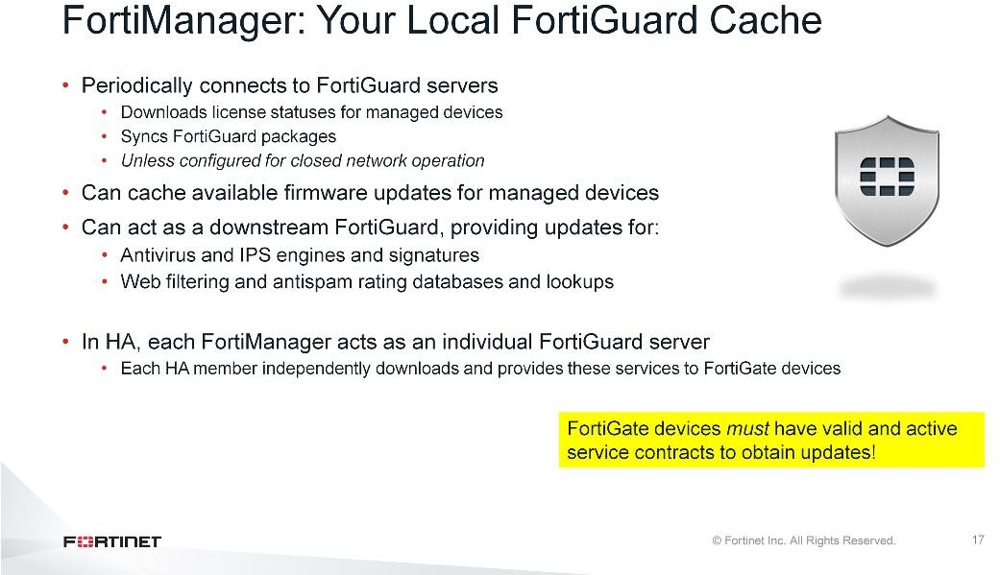 FortiManager: Your Local FortiGuard Cache
• Periodically connects to FortiGuard servers
• Downloads license statuses for managed devices
• Syncs FortiGuard packages
• Unless configured for closed network operation
• Can cache available firmware updates for managed devices
• Can act as a downstream FortiGuard, providing updates for:
• Antivirus and IPS engines and signatures
• Web filtering and antispam rating databases and lookups
• In HA, each FortiManager acts as an individual FortiGuard server
• Each HA member independently downloads and provides these services to FortiGate devices
FortiGate devices must have valid and active
service contracts to obtain updates!
FORTINET
© Fortinet Inc. All Rights Reserved.
17